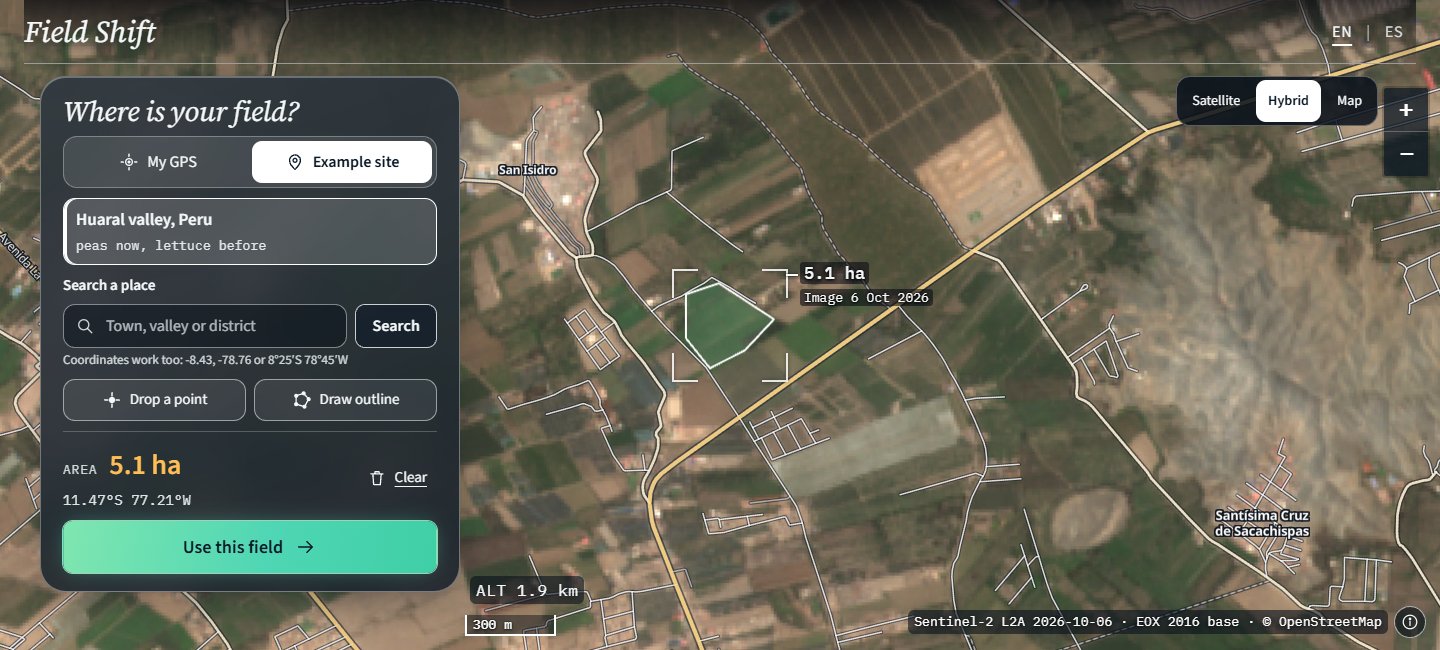 Field Shift
EN | ES
Where is your field?
My GPS
Example site
Huaral valley, Peru
peas now, lettuce before
Search a place
Town, valley or district
Search
Coordinates work too: -8.43, -78.76 or 8°25'S 78°45'W
Drop a point
Draw outline
AREA 5.1 ha
11.47°S 77.21°W
Clear
Use this field
Satellite
Hybrid
Map
+
−
San Isidro
5.1 ha
Image 6 Oct 2026
Santísima Cruz
de Sacachispas
ALT 1.9 km
300 m
Sentinel-2 L2A 2026-10-06 · EOX 2016 base · © OpenStreetMap